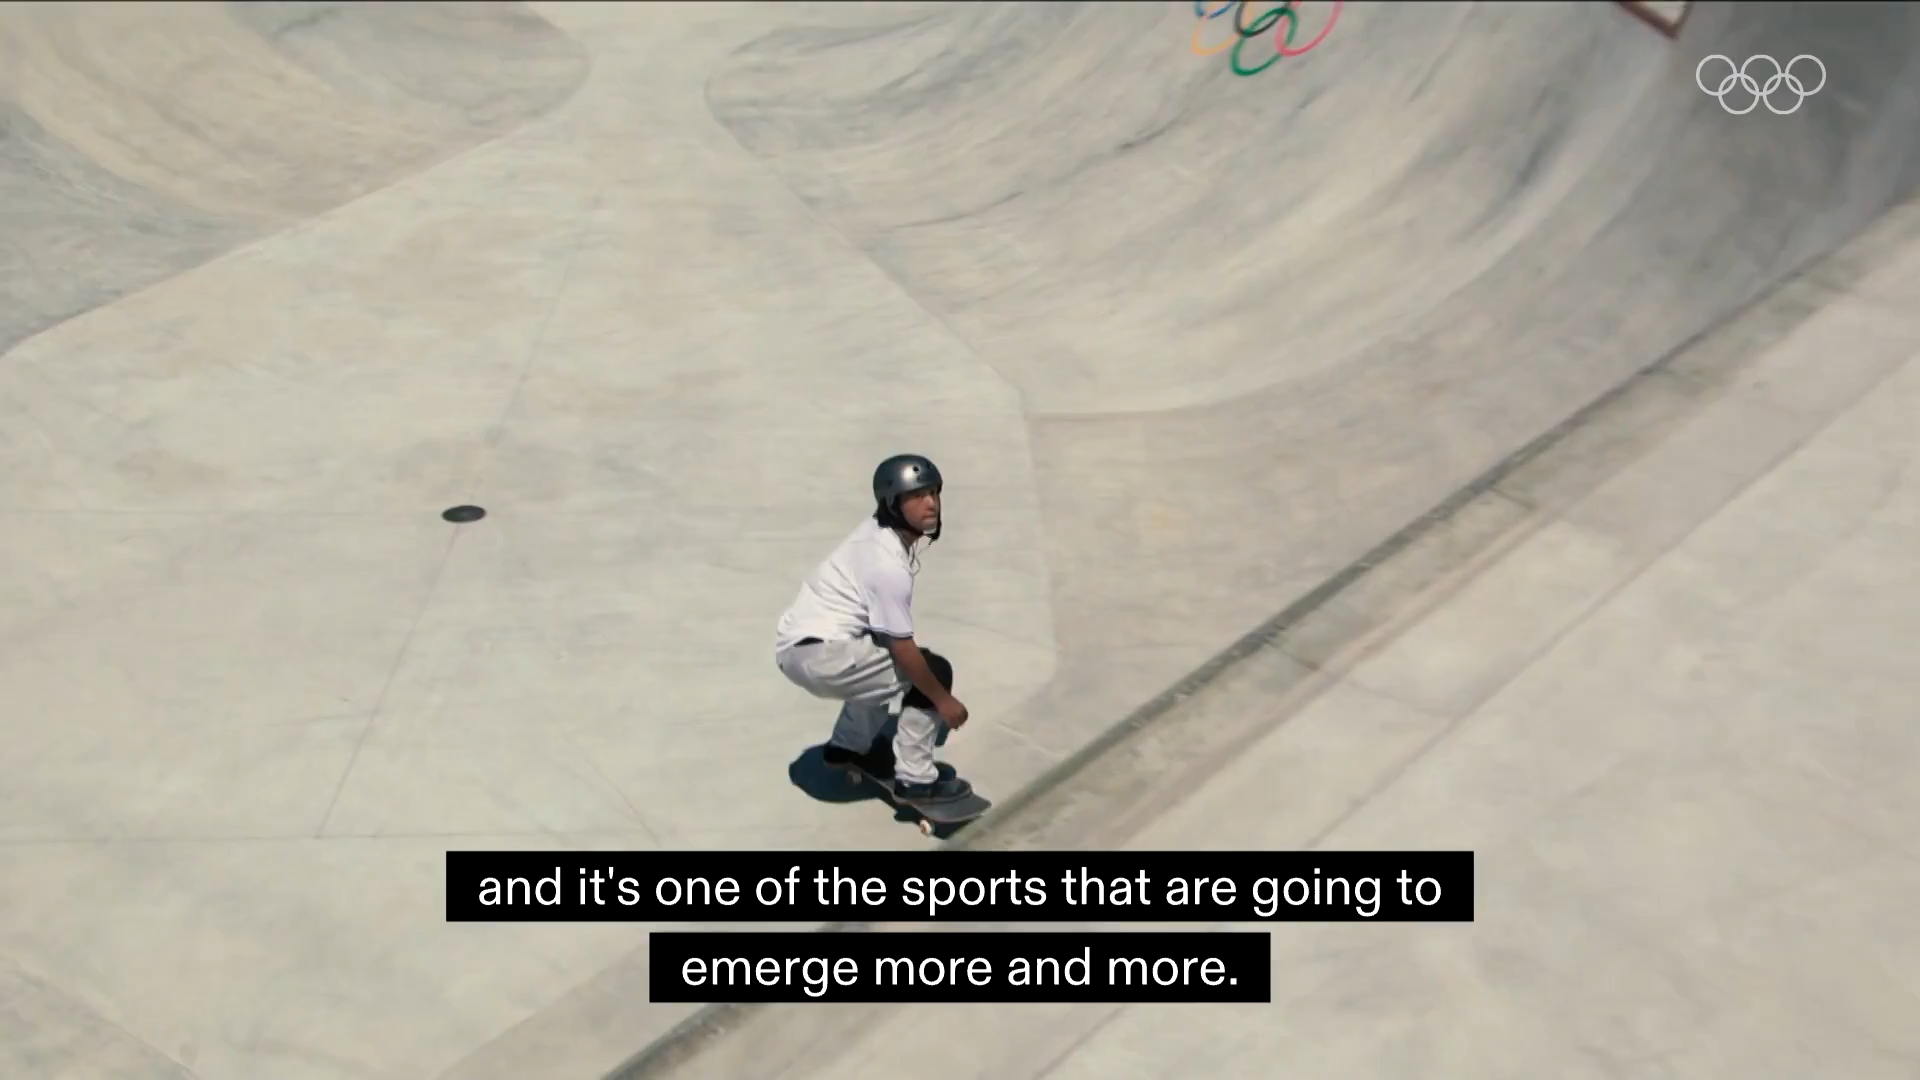 and it's one of the sports that are going to
emerge more and more.